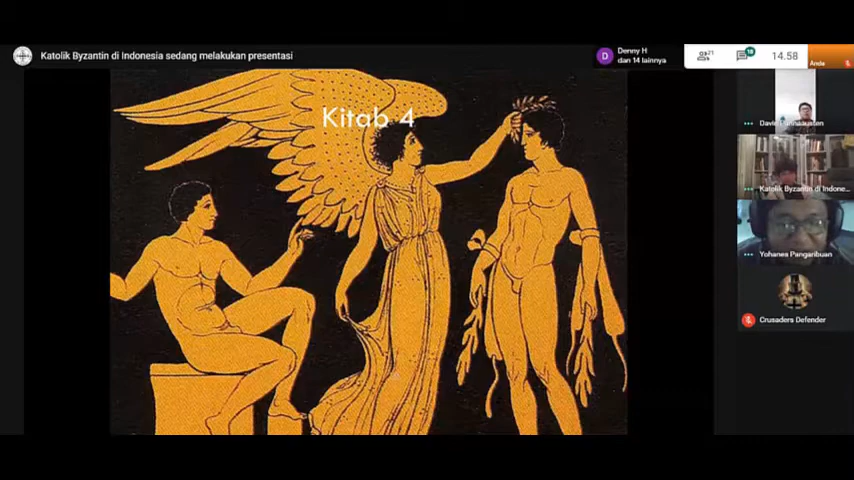 Katolik Byzantin di Indonesia sedang melakukan presentasi
D
Denny H
dan 14 lainnya
21
18
14.58
Anda
Kitab 4
Katolik Byzantin di Indone...
Yohanes Pangaribuan
Crusaders Defender